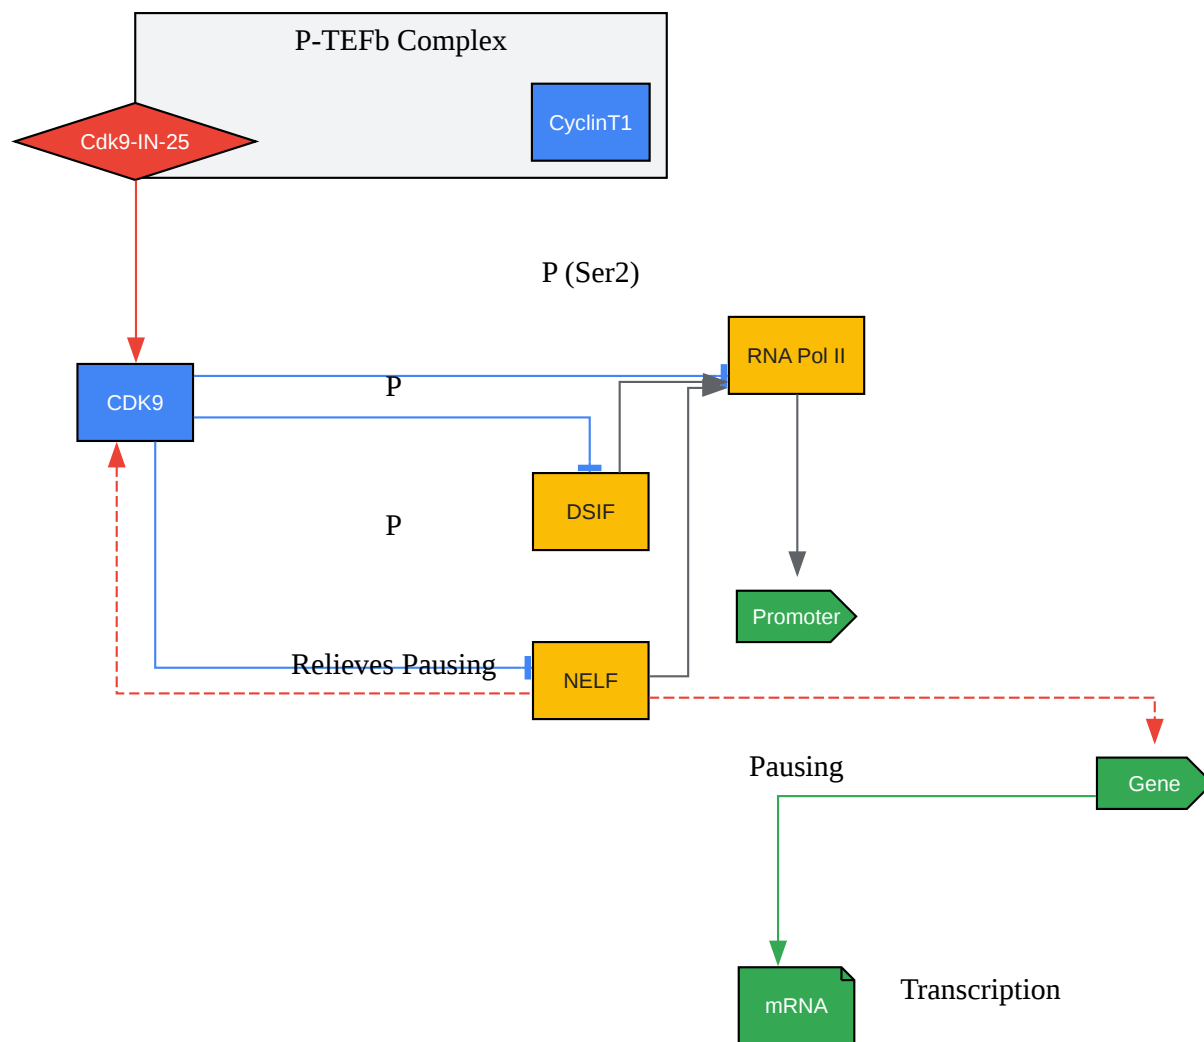 P-TEFb Complex
CyclinT1
Cdk9-IN-25
P (Ser2)
RNA Pol II
P
CDK9
DSIF
P
Promoter
Relieves Pausing
NELF
Pausing
Gene
Transcription
mRNA